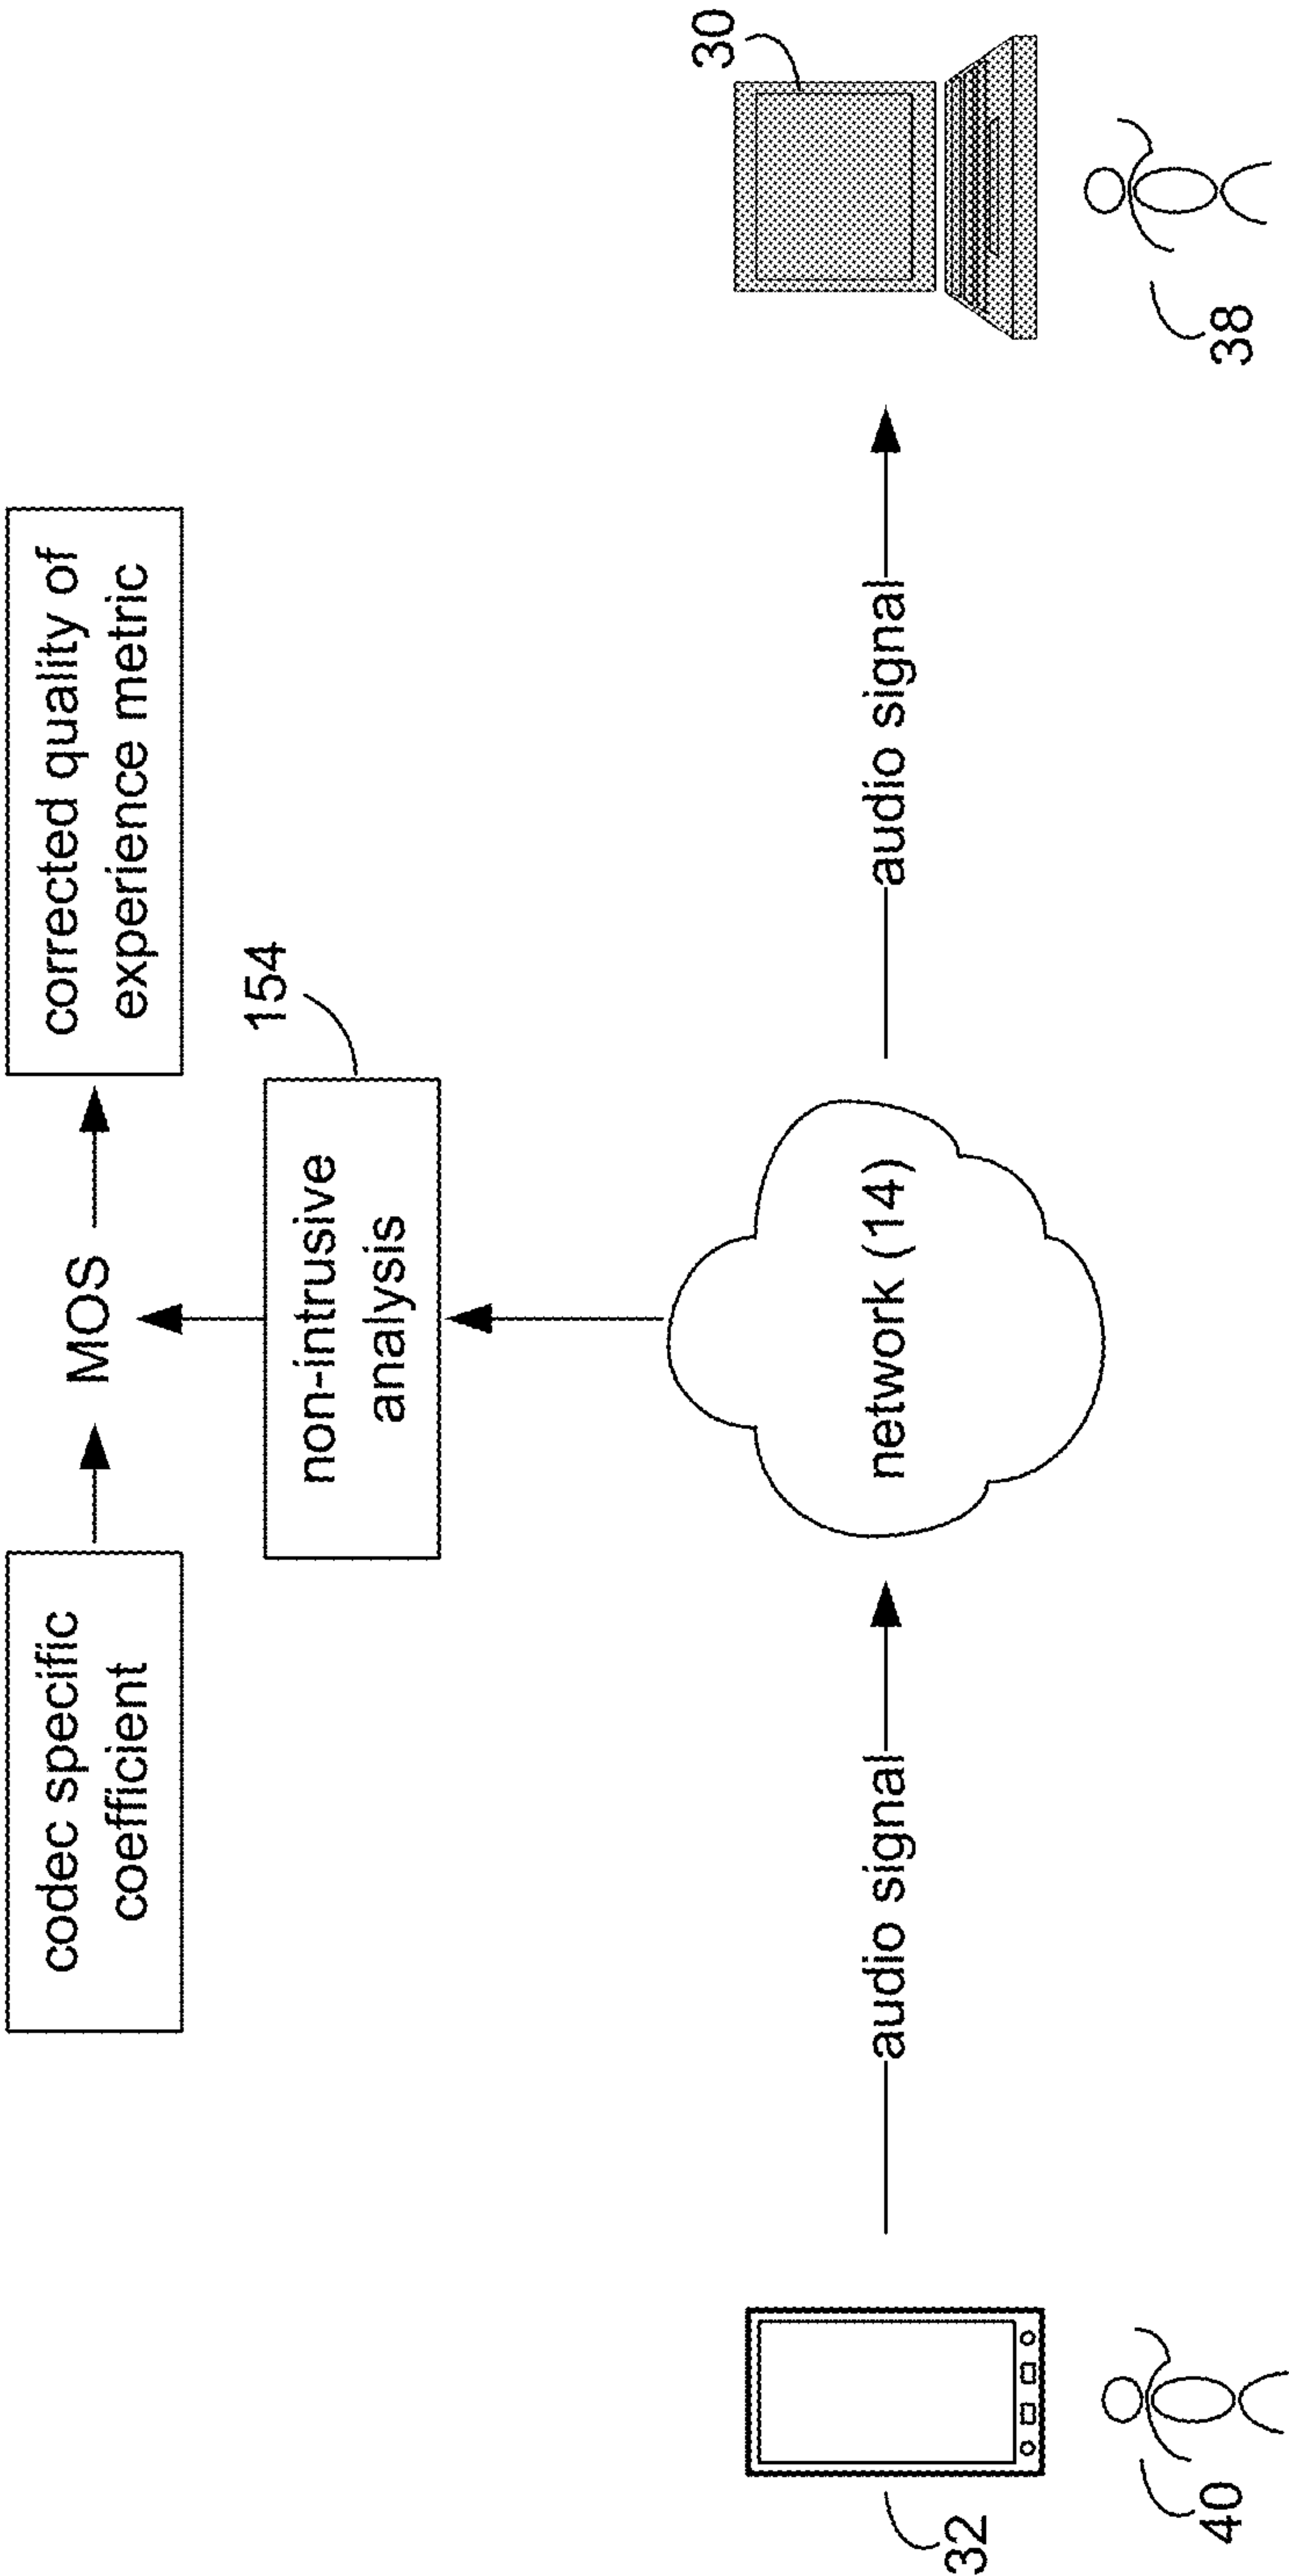 codec specific
coefficient
MOS
corrected quality of
experience metric
non-intrusive
analysis
154
32
audio signal
network (14)
audio signal
30
40
38